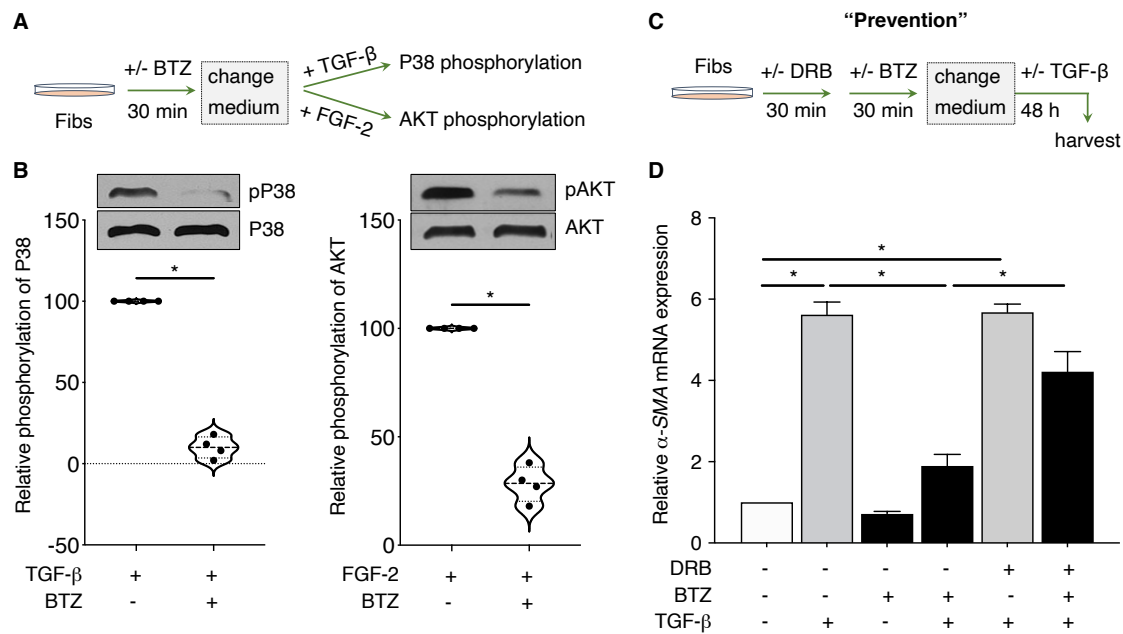 A
+/- BTZ
30 min
Fibs
change
medium
+ TGF-β
+ FGF-2
P38 phosphorylation
AKT phosphorylation
C
“Prevention”
Fibs
+/- DRB
30 min
+/- BTZ
30 min
change
medium
+/- TGF-β
48 h
harvest
B
pP38
P38
Relative phosphorylation of P38
150
100
50
0
-50
*
TGF-β + +
BTZ - +
pAKT
AKT
Relative phosphorylation of AKT
150
100
50
0
*
FGF-2 + +
BTZ - +
D
Relative α-SMA mRNA expression
8
6
4
2
0
*
* * *
DRB - - - - + +
BTZ - - + + - +
TGF-β - + - + + +